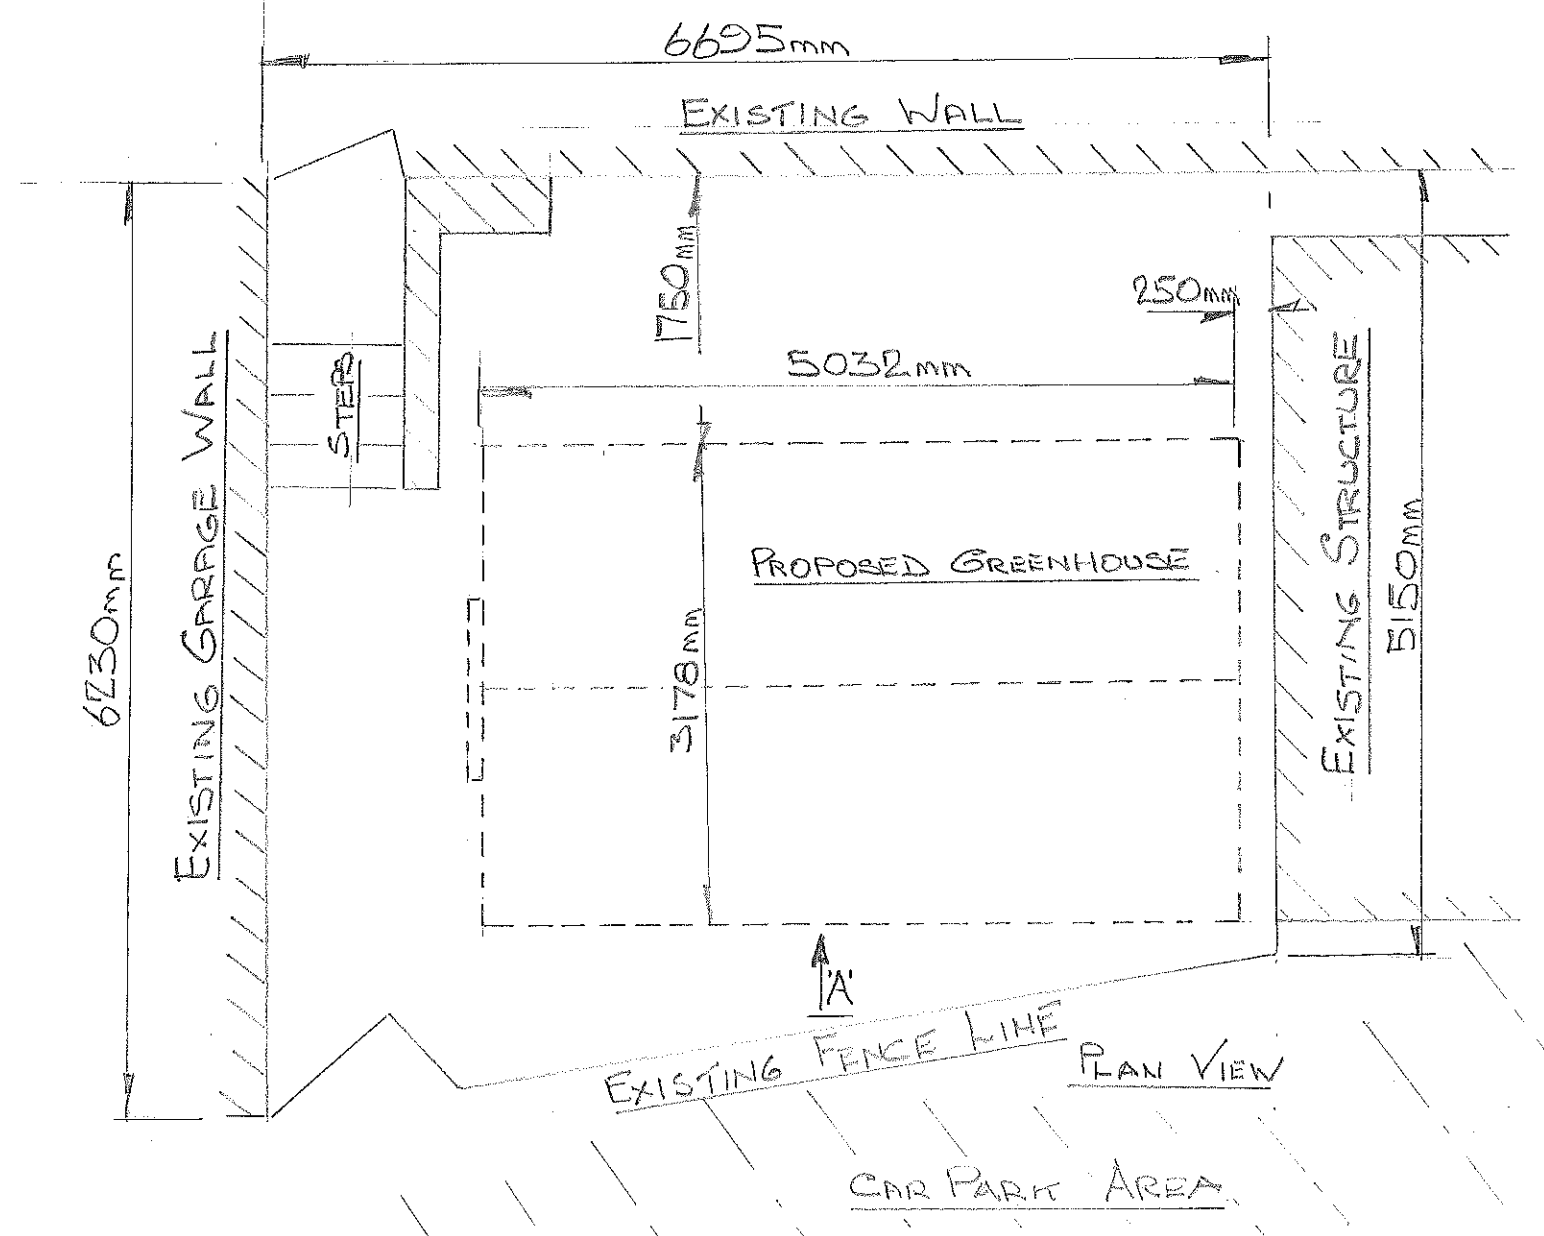 6695mm
EXISTING WALL
1750mm
250mm
5032mm
STEPS
EXISTING GARAGE WALL
6230mm
PROPOSED GREENHOUSE
3178mm
EXISTING STRUCTURE
5150mm
'A'
EXISTING FENCE LINE
PLAN VIEW
CAR PARK AREA.